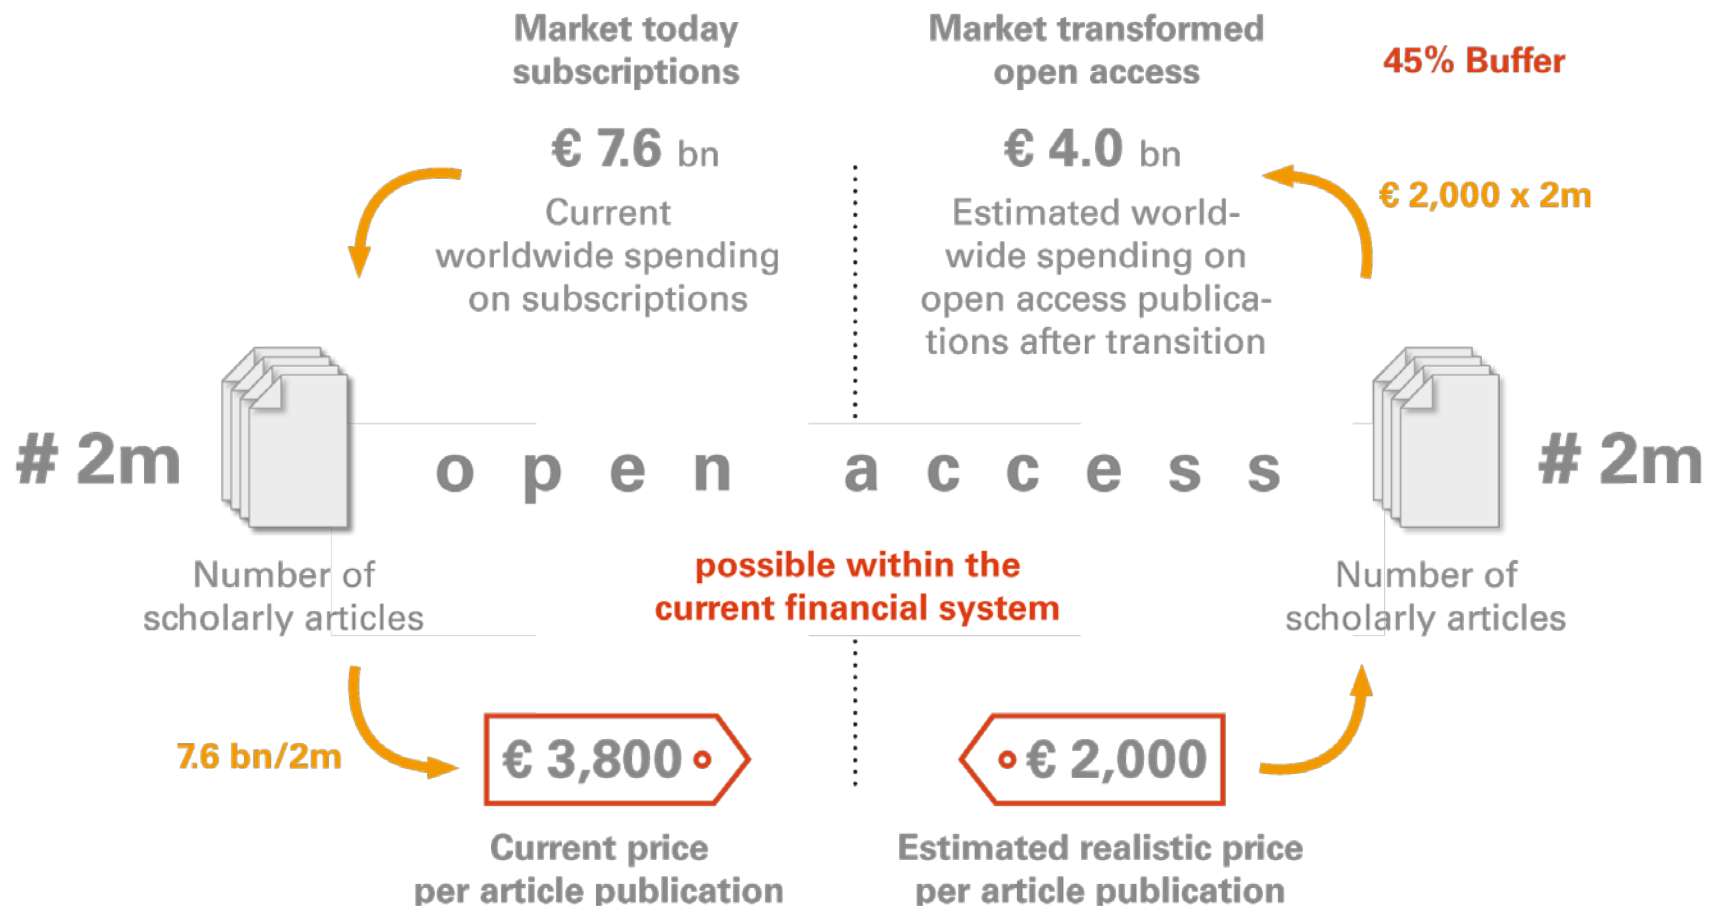 Market today
subscriptions
€ 7.6 bn
Current
worldwide spending
on subscriptions
Market transformed
open access
€ 4.0 bn
Estimated world-
wide spending on
open access publica-
tions after transition
45% Buffer
€ 2,000 x 2m
# 2m
Number of
scholarly articles
open access
possible within the
current financial system
# 2m
Number of
scholarly articles
7.6 bn/2m
€ 3,800
Current price
per article publication
€ 2,000
Estimated realistic price
per article publication